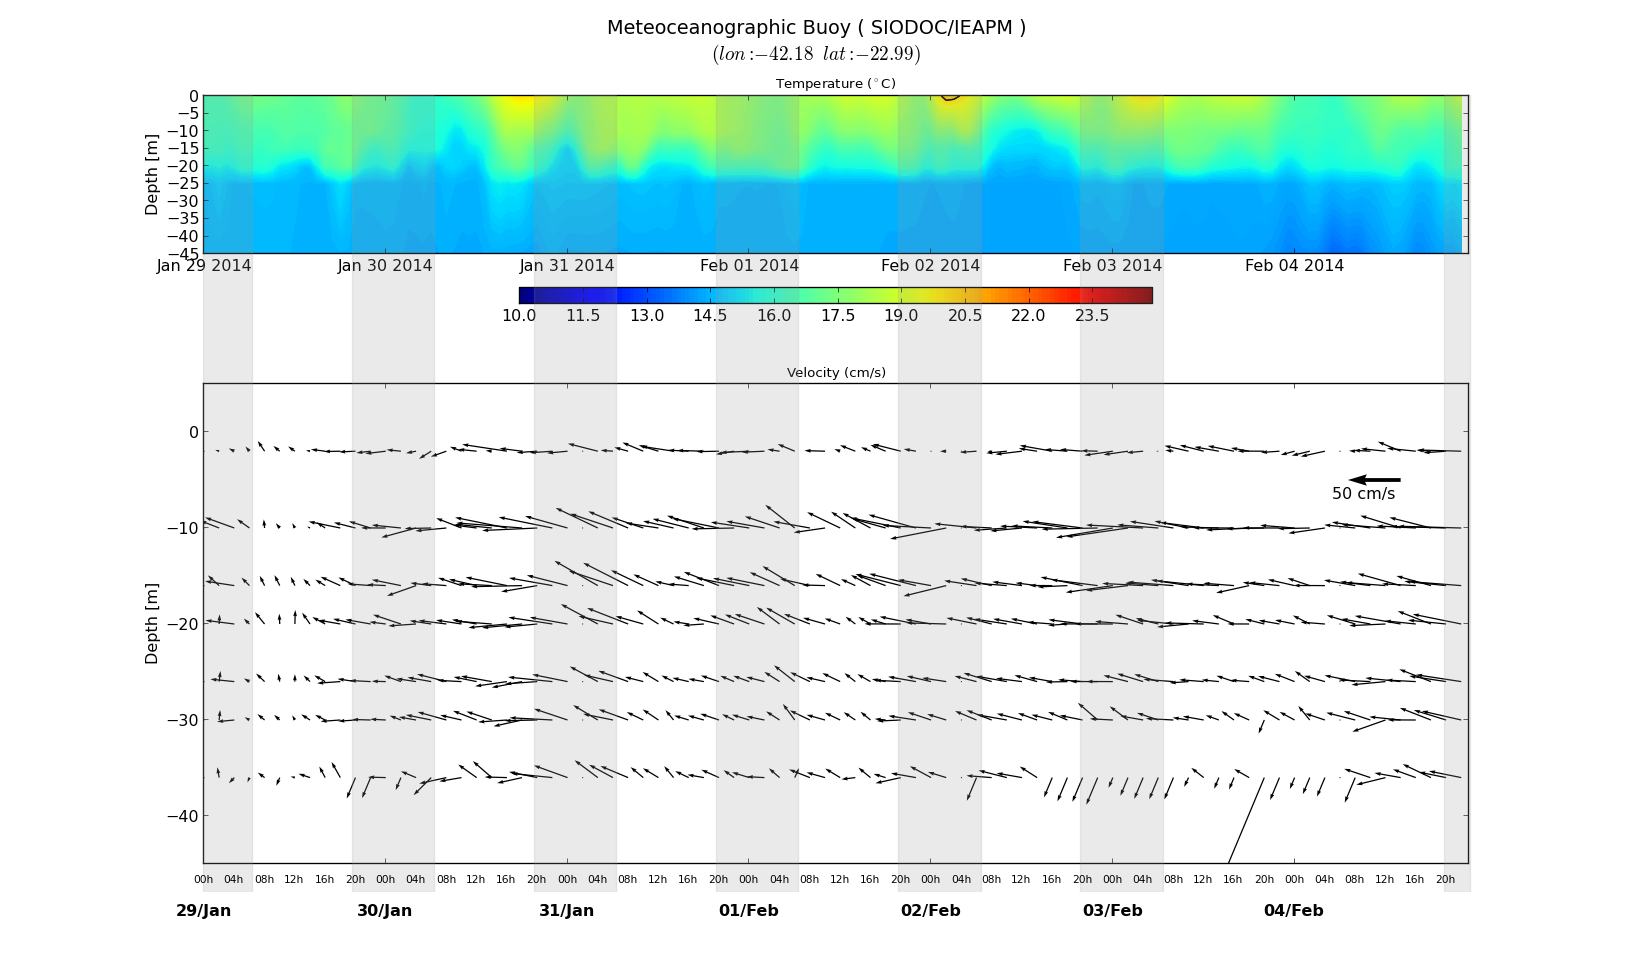 Meteoceanographic Buoy ( SIODOC/IEAPM )
(lon:−42.18 lat:−22.99)
Temperature (°C)
Depth [m]
0
−5
−10
−15
−20
−25
−30
−35
−40
−45
Jan 29 2014 Jan 30 2014 Jan 31 2014 Feb 01 2014 Feb 02 2014 Feb 03 2014 Feb 04 2014
10.0 11.5 13.0 14.5 16.0 17.5 19.0 20.5 22.0 23.5
Velocity (cm/s)
Depth [m]
0
50 cm/s
−10
−20
−30
−40
00h 04h 08h 12h 16h 20h 00h 04h 08h 12h 16h 20h 00h 04h 08h 12h 16h 20h 00h 04h 08h 12h 16h 20h 00h 04h 08h 12h 16h 20h 00h 04h 08h 12h 16h 20h 00h 04h 08h 12h 16h 20h
29/Jan 30/Jan 31/Jan 01/Feb 02/Feb 03/Feb 04/Feb